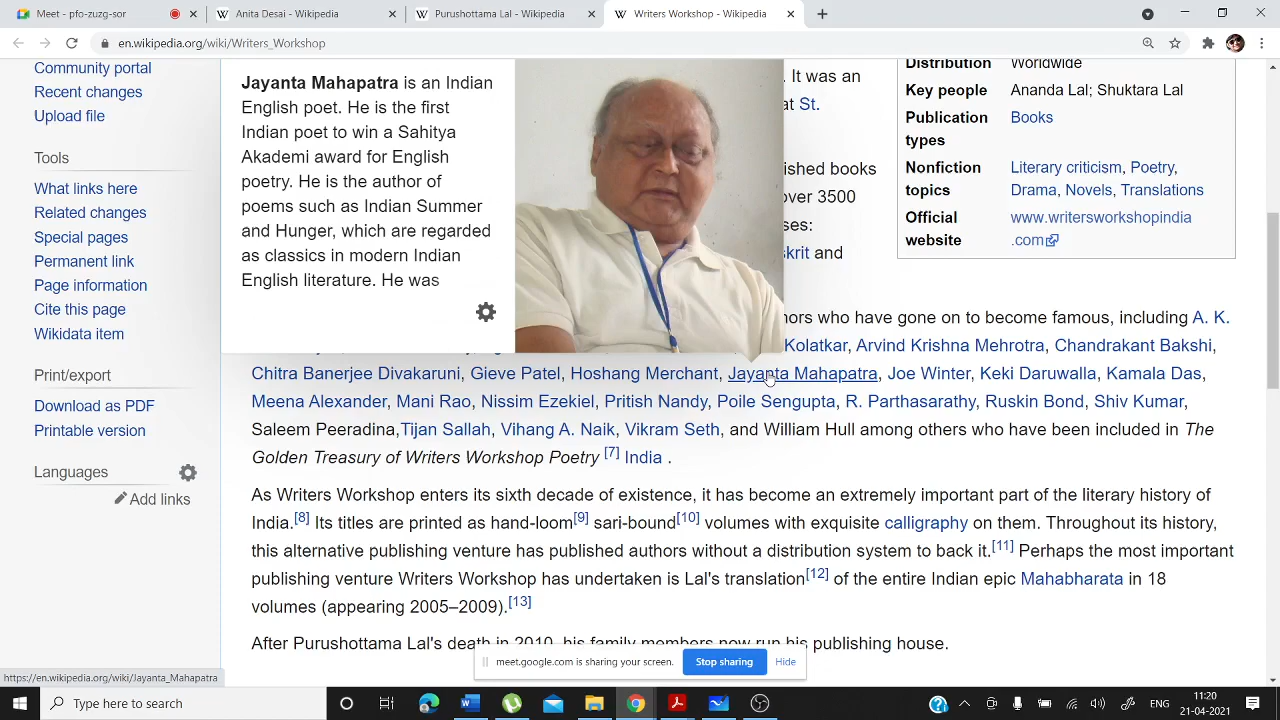 Meet - pfo-zuzg-sor
Anita Desai - Wikipedia
Purushottama Lal - Wikipedia
Writers Workshop - Wikipedia
en.wikipedia.org/wiki/Writers_Workshop
Community portal
Recent changes
Upload file
Tools
What links here
Related changes
Special pages
Permanent link
Page information
Cite this page
Wikidata item
Print/export
Download as PDF
Printable version
Languages
Add links
Jayanta Mahapatra is an Indian
English poet. He is the first
Indian poet to win a Sahitya
Akademi award for English
poetry. He is the author of
poems such as Indian Summer
and Hunger, which are regarded
as classics in modern Indian
English literature. He was
. It was an
at St.
ished books
over 3500
ses:
skrit and
Distribution Worldwide
Key people Ananda Lal; Shuktara Lal
Publication types Books
Nonfiction topics Literary criticism, Poetry,
Drama, Novels, Translations
Official website www.writersworkshopindia
.com
hors who have gone on to become famous, including A. K.
Kolatkar, Arvind Krishna Mehrotra, Chandrakant Bakshi,
Chitra Banerjee Divakaruni, Gieve Patel, Hoshang Merchant, Jayanta Mahapatra, Joe Winter, Keki Daruwalla, Kamala Das,
Meena Alexander, Mani Rao, Nissim Ezekiel, Pritish Nandy, Poile Sengupta, R. Parthasarathy, Ruskin Bond, Shiv Kumar,
Saleem Peeradina,Tijan Sallah, Vihang A. Naik, Vikram Seth, and William Hull among others who have been included in The
Golden Treasury of Writers Workshop Poetry [7] India .
As Writers Workshop enters its sixth decade of existence, it has become an extremely important part of the literary history of
India.[8] Its titles are printed as hand-loom[9] sari-bound[10] volumes with exquisite calligraphy on them. Throughout its history,
this alternative publishing venture has published authors without a distribution system to back it.[11] Perhaps the most important
publishing venture Writers Workshop has undertaken is Lal's translation[12] of the entire Indian epic Mahabharata in 18
volumes (appearing 2005–2009).[13]
After Purushottama Lal's death in 2010, his family members now run his publishing house.
meet.google.com is sharing your screen. Stop sharing Hide
https://en.wikipedia.org/wiki/Jayanta_Mahapatra
Type here to search
ENG
11:20
21-04-2021